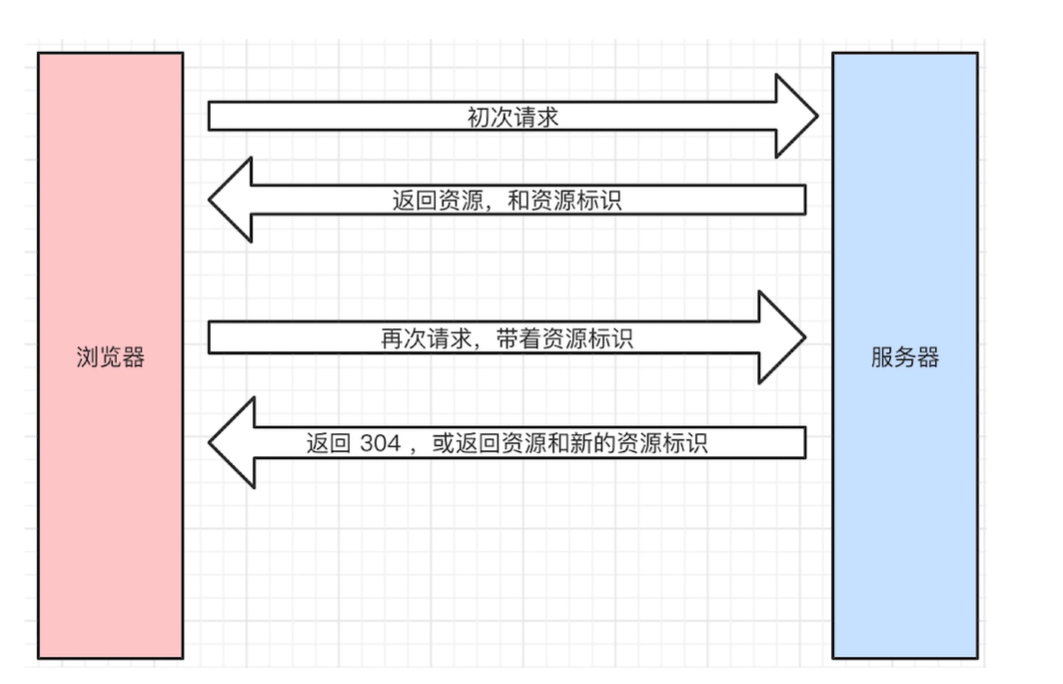 初次请求
返回资源，和资源标识
再次请求，带着资源标识
浏览器
服务器
返回 304 ，或返回资源和新的资源标识